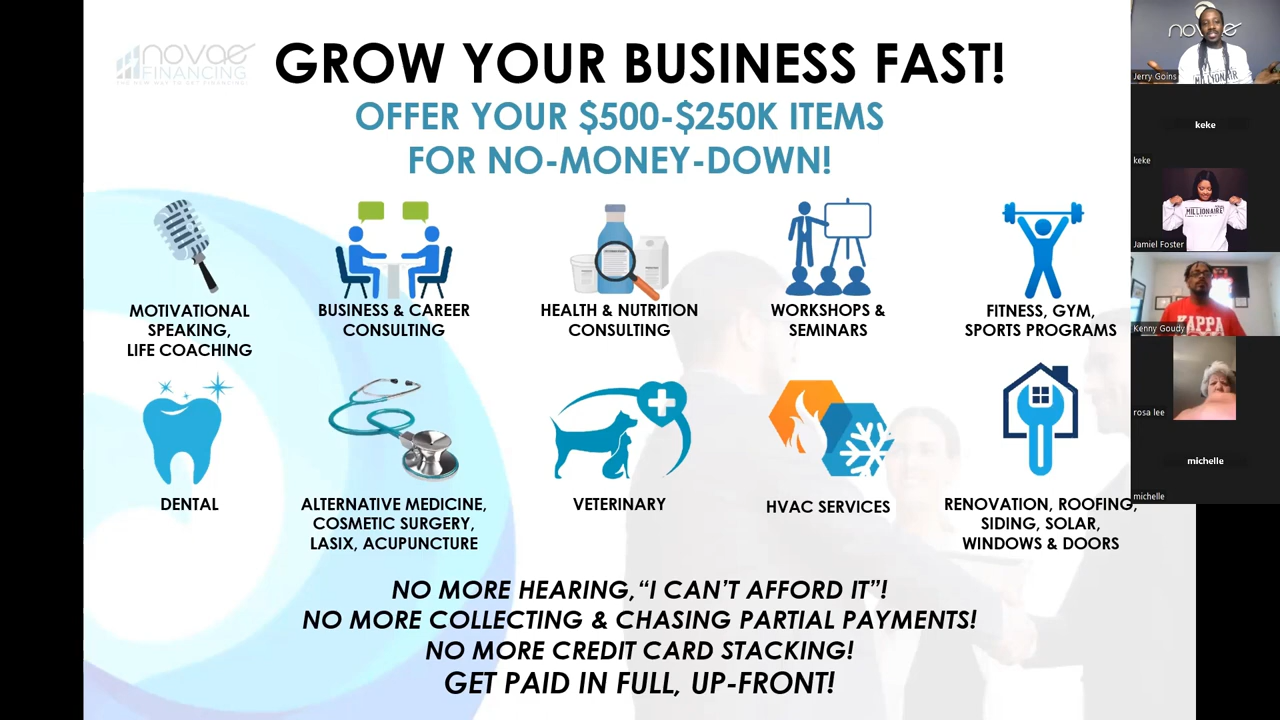 novae
FINANCING
GROW YOUR BUSINESS FAST!
OFFER YOUR $500-$250K ITEMS
FOR NO-MONEY-DOWN!
MOTIVATIONAL
SPEAKING,
LIFE COACHING
BUSINESS & CAREER
CONSULTING
HEALTH & NUTRITION
CONSULTING
WORKSHOPS &
SEMINARS
FITNESS, GYM,
SPORTS PROGRAMS
DENTAL
ALTERNATIVE MEDICINE,
COSMETIC SURGERY,
LASIX, ACUPUNCTURE
VETERINARY
HVAC SERVICES
RENOVATION, ROOFING,
SIDING, SOLAR,
WINDOWS & DOORS
NO MORE HEARING,“I CAN’T AFFORD IT”!
NO MORE COLLECTING & CHASING PARTIAL PAYMENTS!
NO MORE CREDIT CARD STACKING!
GET PAID IN FULL, UP-FRONT!
Jerry Goins
keke
keke
MILLIONAIRE
Jamiel Foster
KAPPA
Kenny Goudy
rosa lee
michelle
michelle